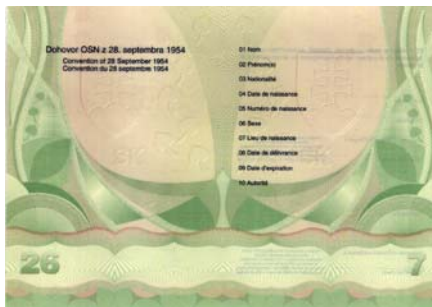 Dohovor OSN z 28. septembra 1954
Convention of 28 September 1954
Convention du 28 septembre 1954
01 Nom
02 Prénom(s)
03 Nationalité
04 Date de naissance
05 Numéro de naissance
06 Sexe
07 Lieu de naissance
08 Date de délivrance
09 Date d'expiration
10 Autorité
SK
26
7